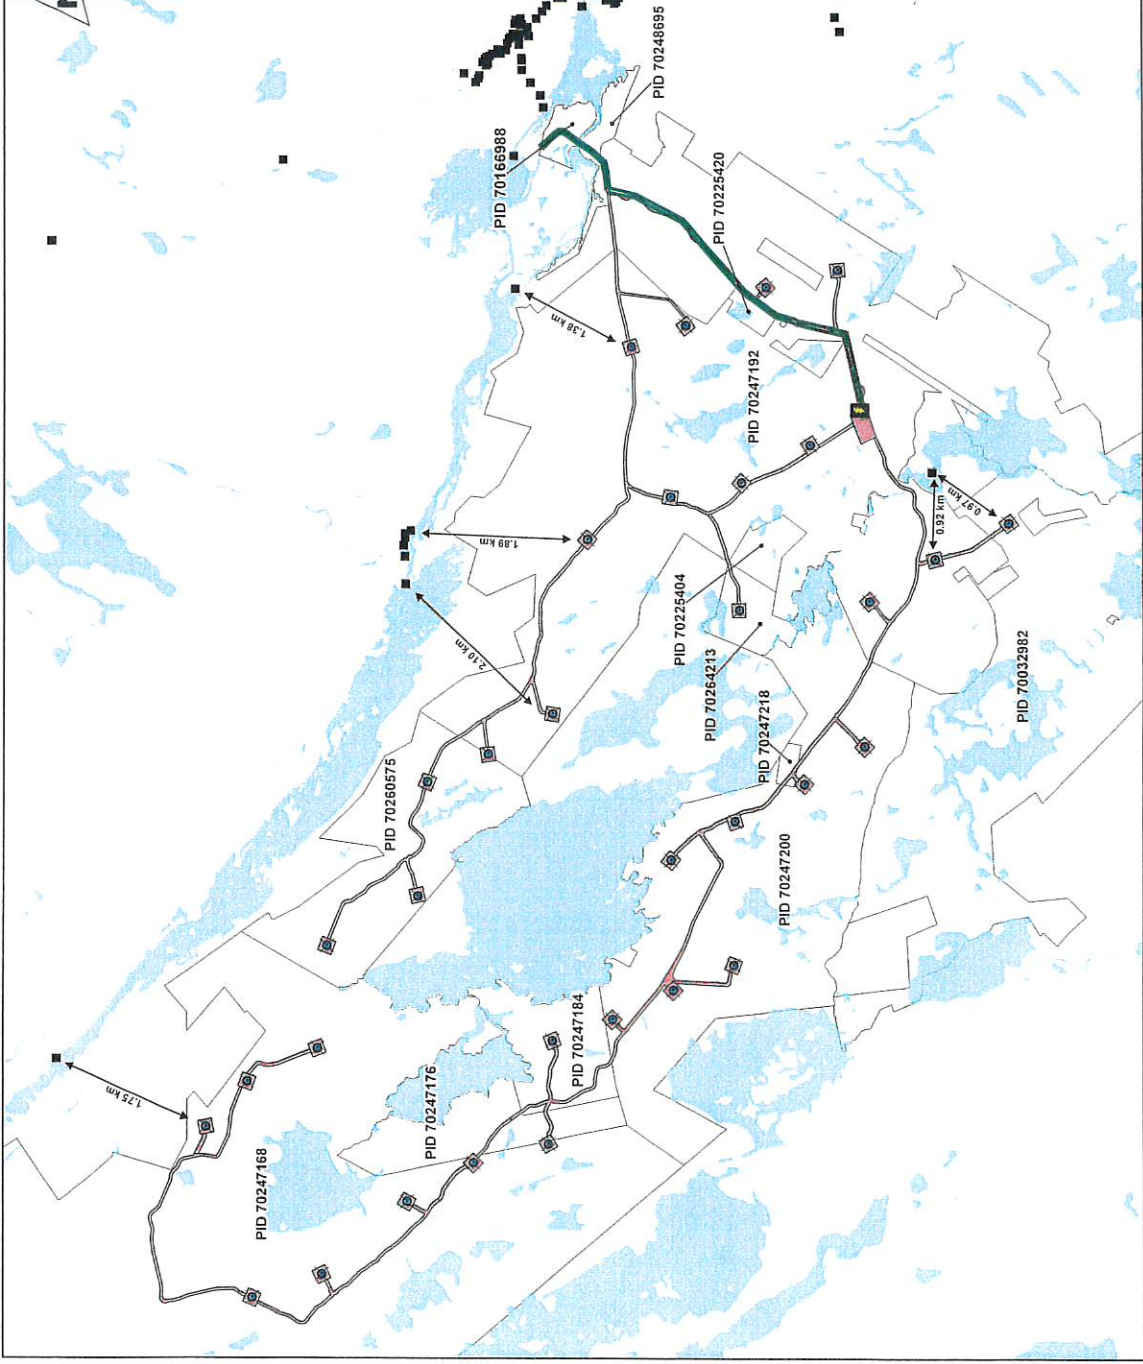 PID 70248695
PID 70166988
PID 70225420
1.38 km
PID 70247192
0.97 km
0.92 km
1.89 km
PID 70225404
2.10 km
PID 70264213
PID 70032982
PID 70247218
PID 70260575
PID 70247200
PID 70247184
PID 70247176
1.75 km
PID 70247168